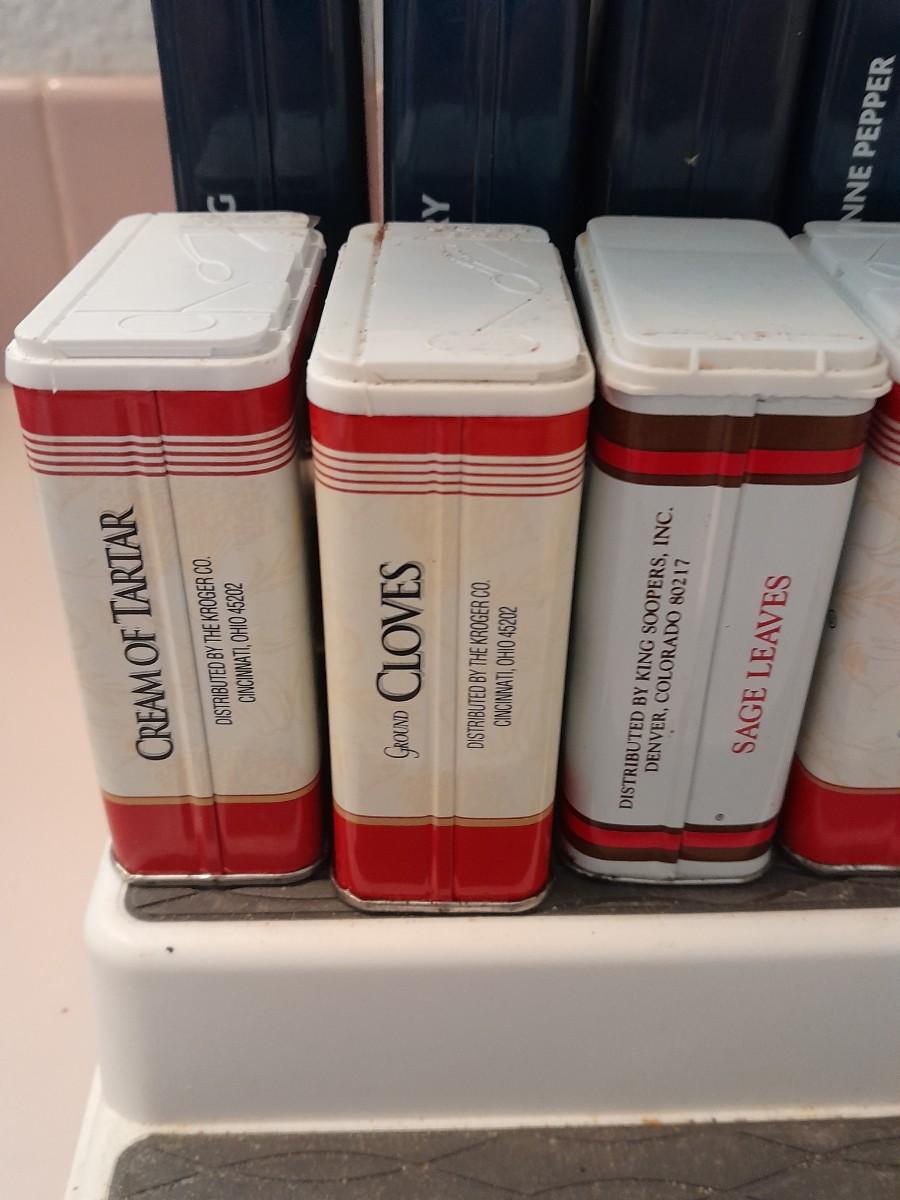 NNE PEPPER
CREAM OF TARTAR
DISTRIBUTED BY THE KROGER CO.
CINCINNATI, OHIO 45202
GROUND CLOVES
DISTRIBUTED BY THE KROGER CO.
CINCINNATI, OHIO 45202
DISTRIBUTED BY KING SOOPERS, INC.
DENVER, COLORADO 80217
SAGE LEAVES